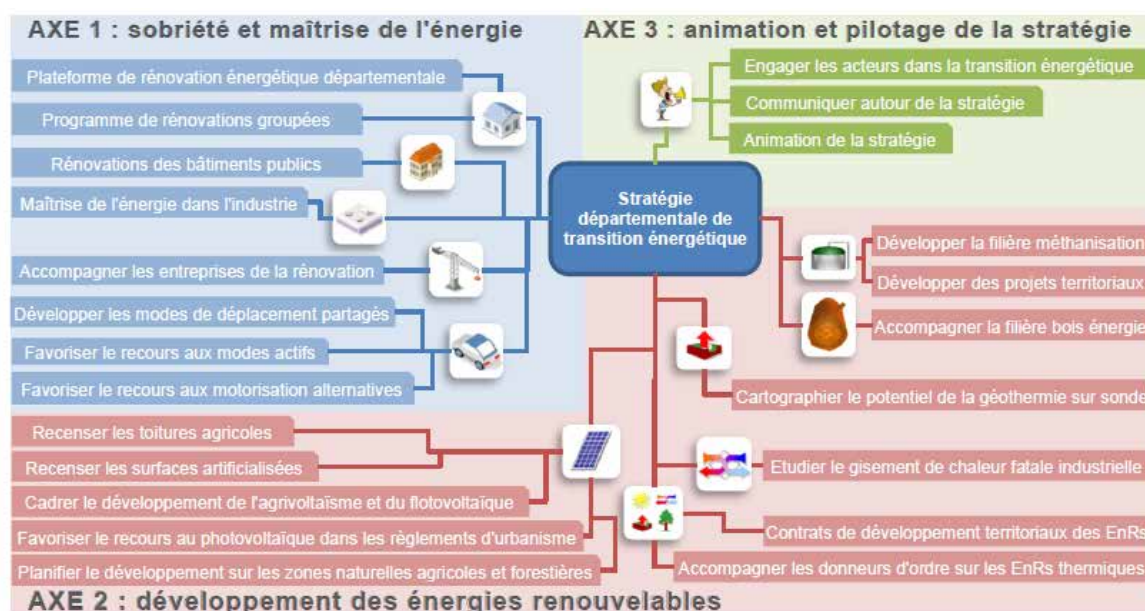 AXE 1 : sobriété et maîtrise de l'énergie
Plateforme de rénovation énergétique départementale
Programme de rénovations groupées
Rénovations des bâtiments publics
Maîtrise de l'énergie dans l'industrie
Accompagner les entreprises de la rénovation
Développer les modes de déplacement partagés
Favoriser le recours aux modes actifs
Favoriser le recours aux motorisation alternatives
AXE 3 : animation et pilotage de la stratégie
Engager les acteurs dans la transition énergétique
Communiquer autour de la stratégie
Animation de la stratégie
Stratégie
départementale de
transition énergétique
Développer la filière méthanisation
Développer des projets territoriaux
Accompagner la filière bois énergie
Cartographier le potentiel de la géothermie sur sonde
Etudier le gisement de chaleur fatale industrielle
Contrats de développement territoriaux des EnRs
Accompagner les donneurs d'ordre sur les EnRs thermiques
Recenser les toitures agricoles
Recenser les surfaces artificialisées
Cadrer le développement de l'agrivoltaïsme et du flotovoltaïque
Favoriser le recours au photovoltaïque dans les règlements d'urbanisme
Planifier le développement sur les zones naturelles agricoles et forestières
AXE 2 : développement des énergies renouvelables